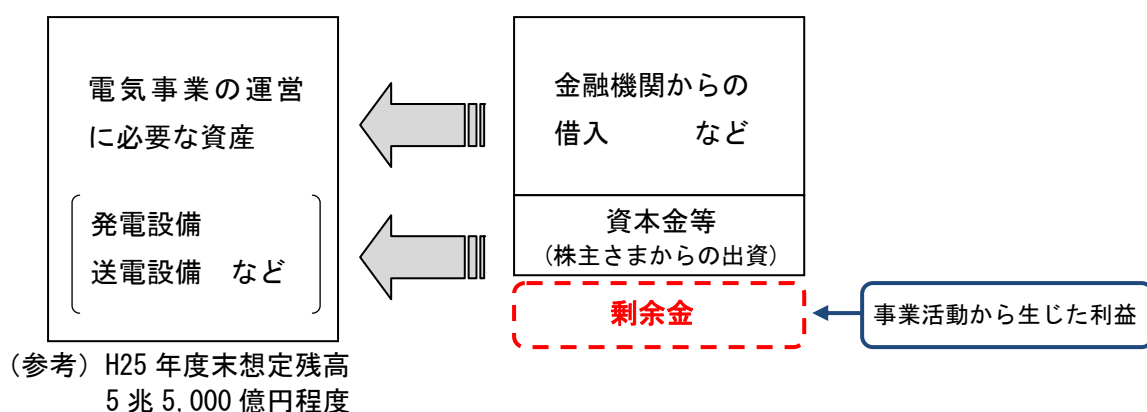 電気事業の運営
に必要な資産
発電設備
送電設備 など
金融機関からの
借入 など
資本金等
(株主さまからの出資)
剰余金
事業活動から生じた利益
(参考)H25 年度末想定残高
5 兆 5,000 億円程度